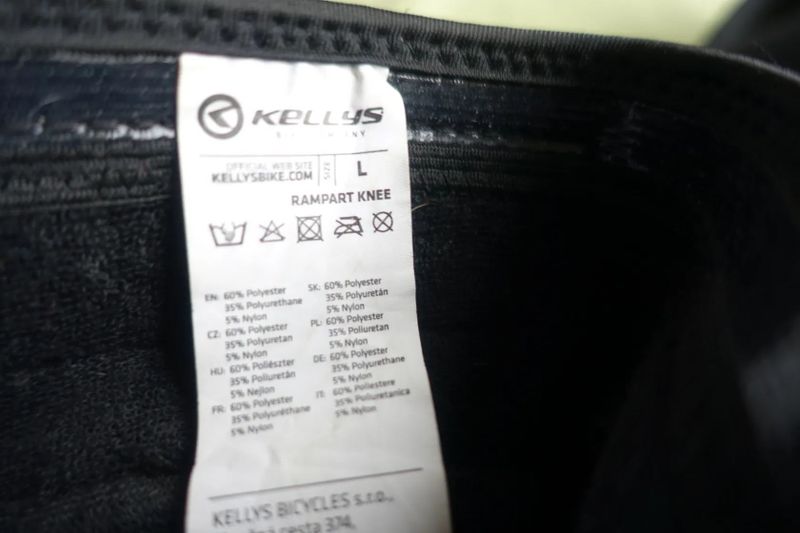 KELLYS
OFFICIAL WEB SITE
KELLYSBIKE.COM
SIZE
L
RAMPART KNEE
EN: 60% Polyester
35% Polyurethane
5% Nylon
CZ: 60% Polyester
35% Polyuretan
5% Nylon
HU: 60% Poliészter
35% Poliuretán
5% Nejlon
FR: 60% Polyester
35% Polyuréthane
5% Nylon
SK: 60% Polyester
35% Polyuretán
5% Nylon
PL: 60% Polyester
35% Poliuretan
5% Nylon
DE: 60% Polyester
35% Polyurethane
5% Nylon
IT: 60% Poliestere
35% Poliuretanica
5% Nylon
KELLYS BICYCLES s.r.o.,
cesta 374,